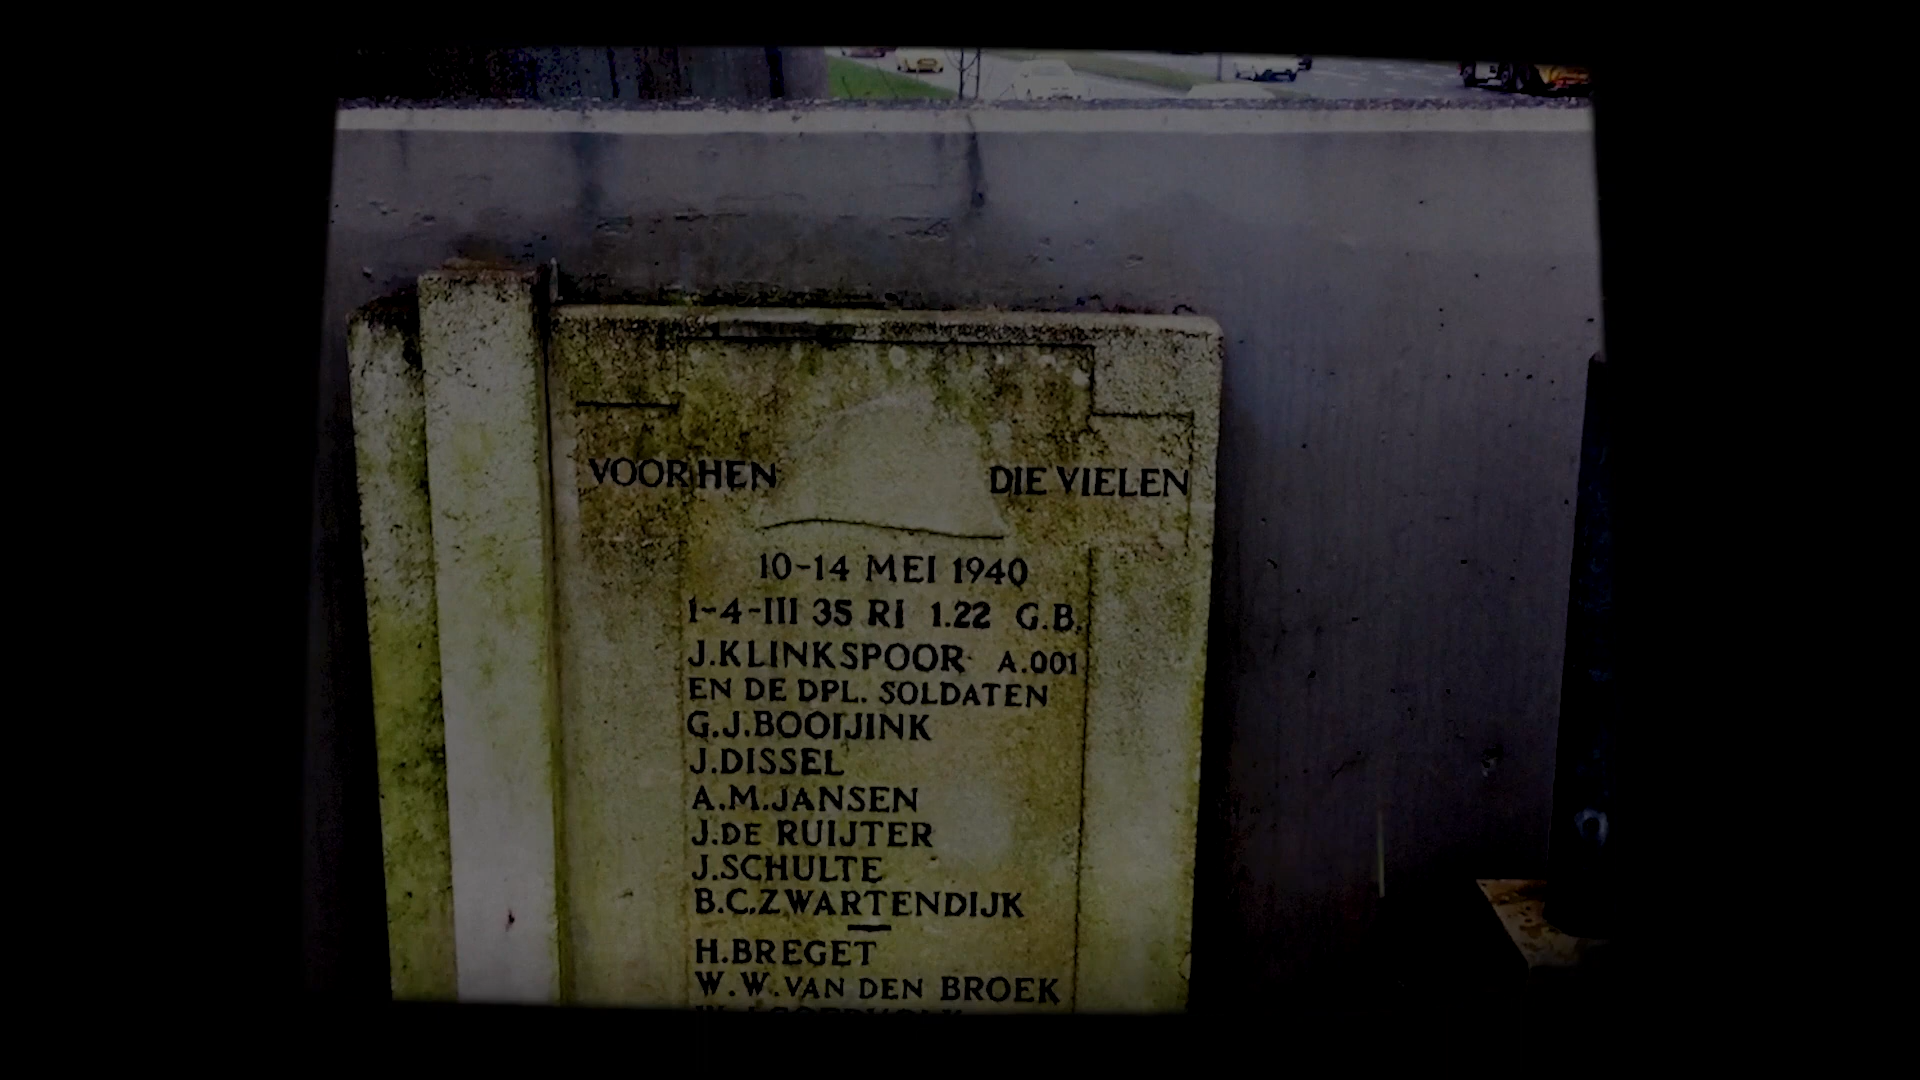 VOOR HEN DIE VIELEN
10-14 MEI 1940
1-4-III 35 RI 1.22 G.B.
J.KLINKSPOOR A.001
EN DE DPL. SOLDATEN
G.J.BOOIJINK
J.DISSEL
A.M.JANSEN
J.DE RUIJTER
J.SCHULTE
B.C.ZWARTENDIJK
H.BREGET
W.W.VAN DEN BROEK